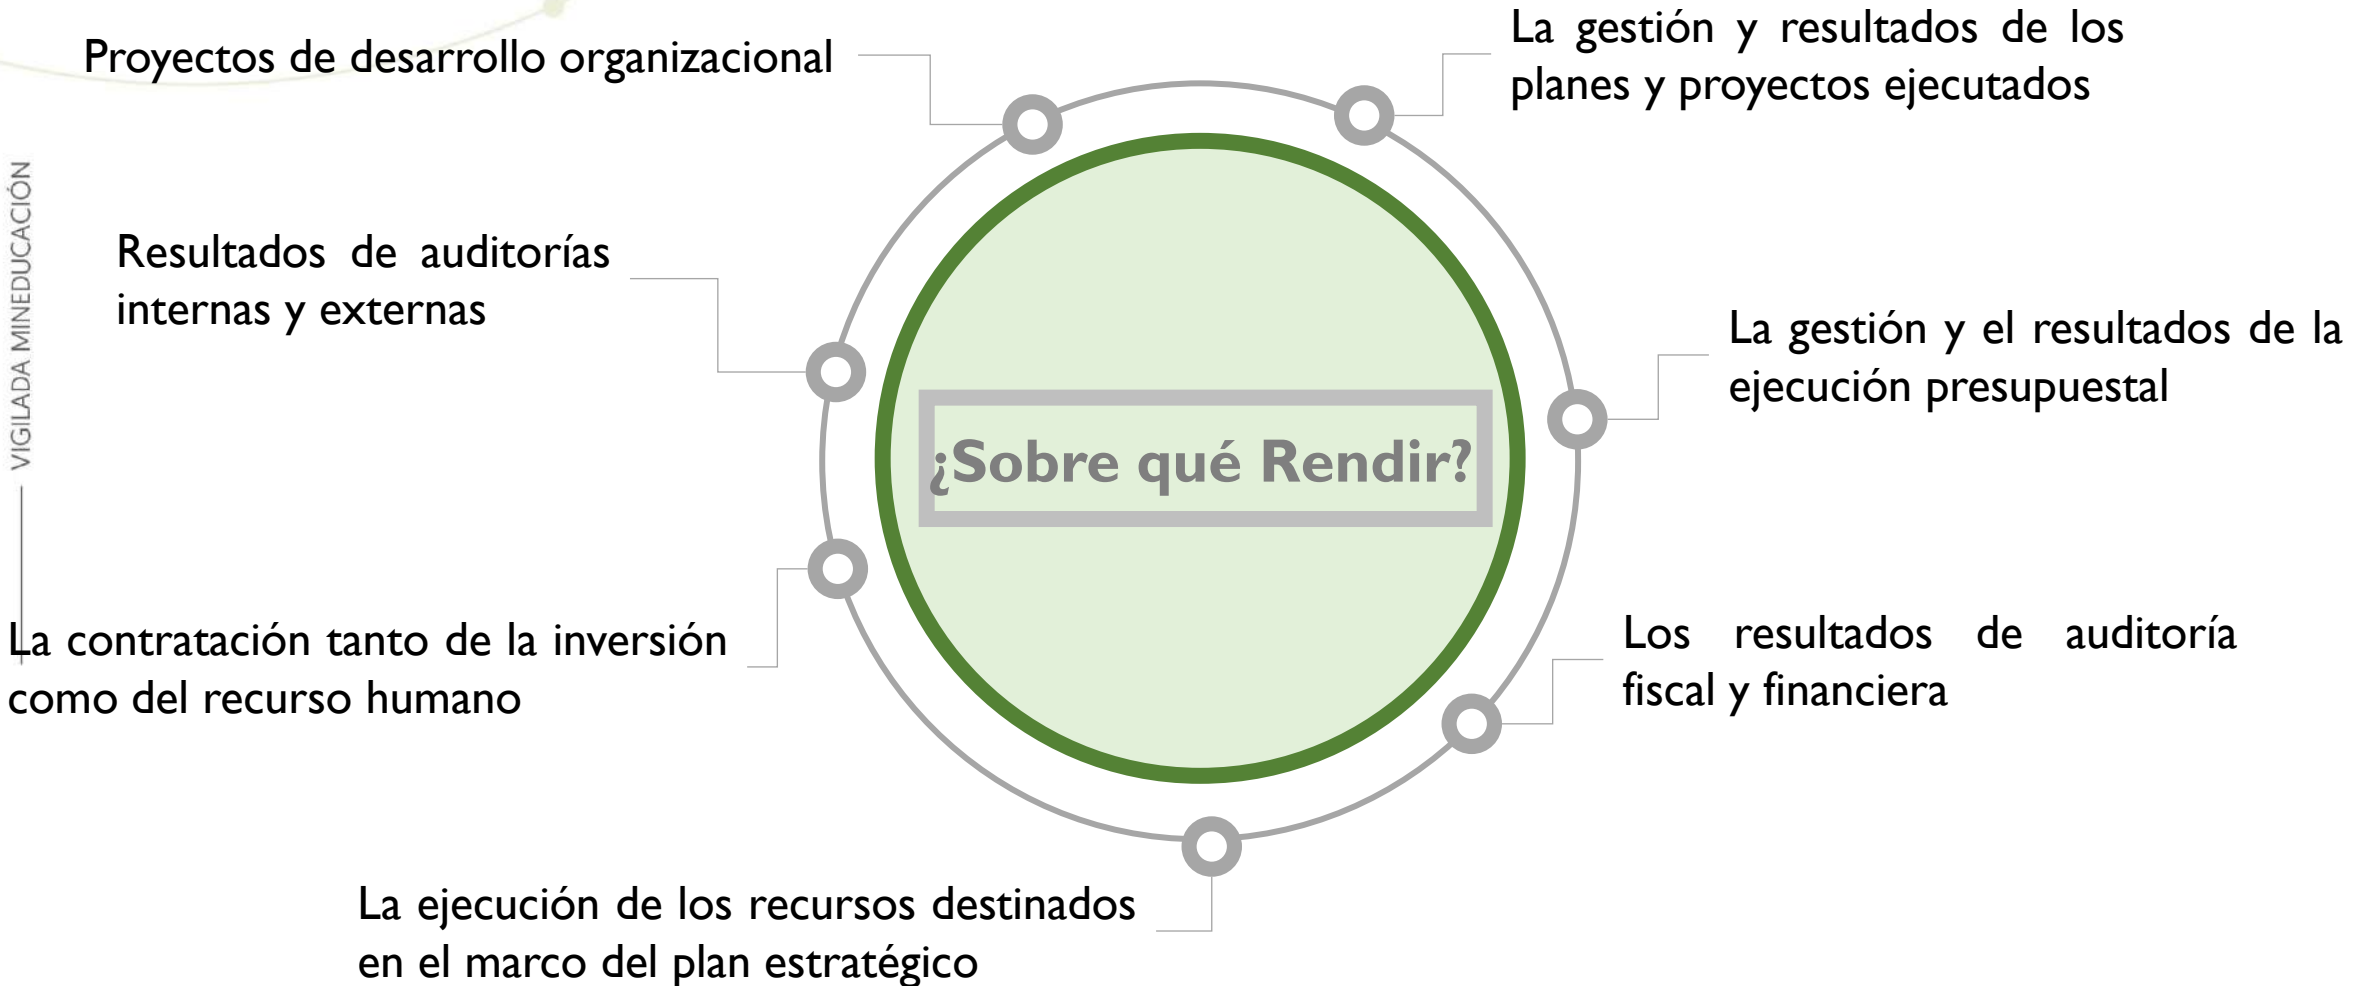 Proyectos de desarrollo organizacional
La gestión y resultados de los
planes y proyectos ejecutados
Resultados de auditorías
internas y externas
La gestión y el resultados de la
ejecución presupuestal
¿Sobre qué Rendir?
La contratación tanto de la inversión
como del recurso humano
Los resultados de auditoría
fiscal y financiera
La ejecución de los recursos destinados
en el marco del plan estratégico
VIGILADA MINEDUCACIÓN